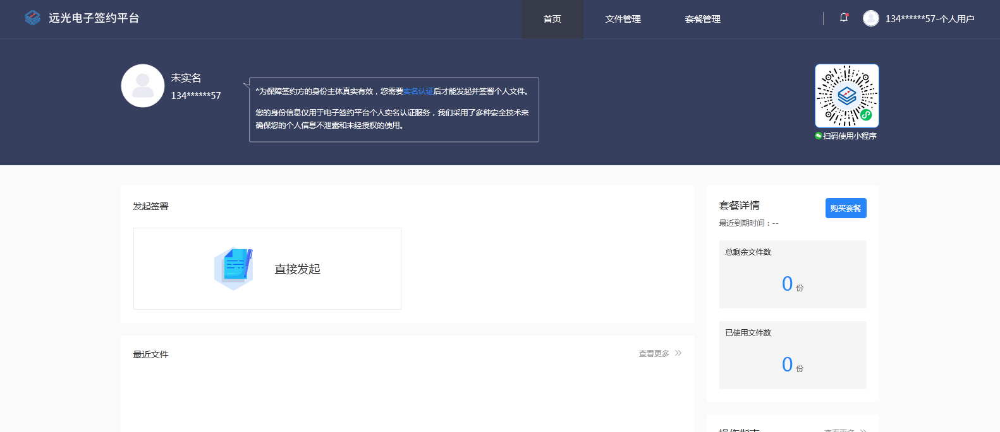 远光电子签约平台
首页
文件管理
套餐管理
134******57-个人用户
未实名
134******57
*为保障签约方的身份主体真实有效，您需要实名认证后才能发起并签署个人文件。
您的身份信息仅用于电子签约平台个人实名认证服务，我们采用了多种安全技术来
确保您的个人信息不泄露和未经授权的使用。
扫码使用小程序
发起签署
直接发起
最近文件
查看更多
套餐详情
购买套餐
最近到期时间：--
总剩余文件数
0 份
已使用文件数
0 份
操作指南
查看更多